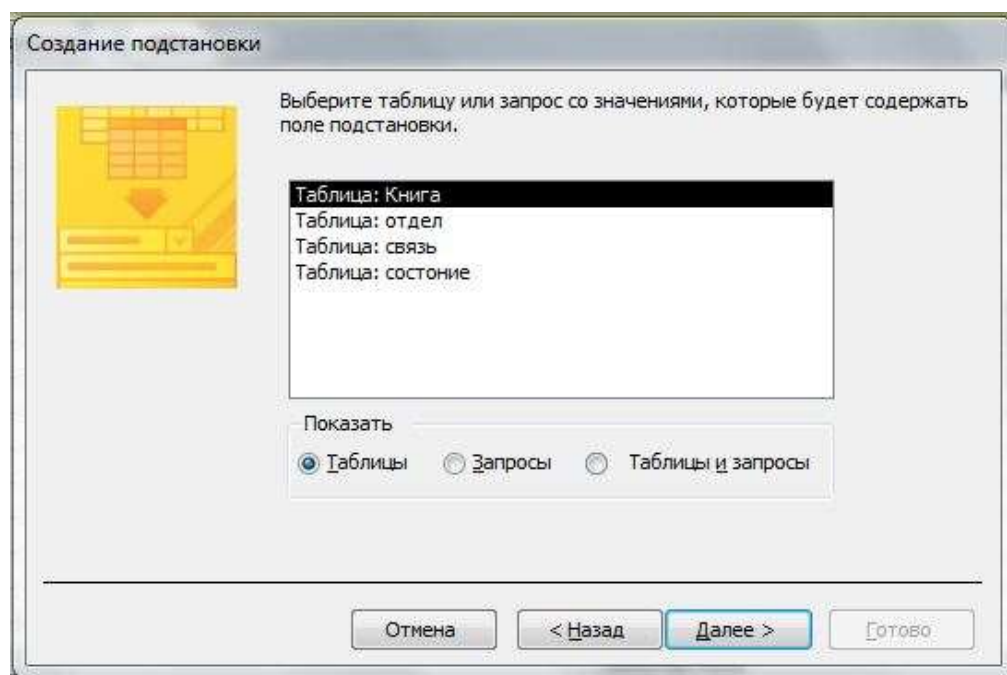 Создание подстановки
Выберите таблицу или запрос со значениями, которые будет содержать
поле подстановки.
Таблица: Книга
Таблица: отдел
Таблица: связь
Таблица: состоние
Показать
Таблицы Запросы Таблицы и запросы
Отмена < Назад Далее > Готово